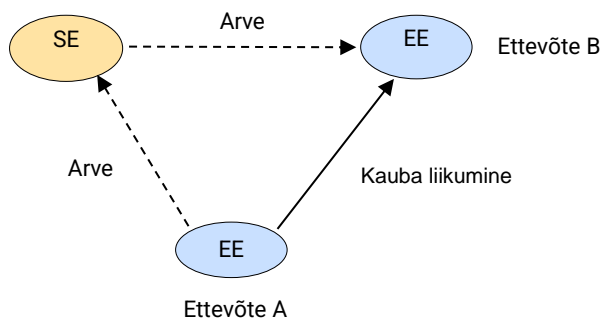 Arve
SE
EE
Ettevõte B
Arve
Kauba liikumine
EE
Ettevõte A